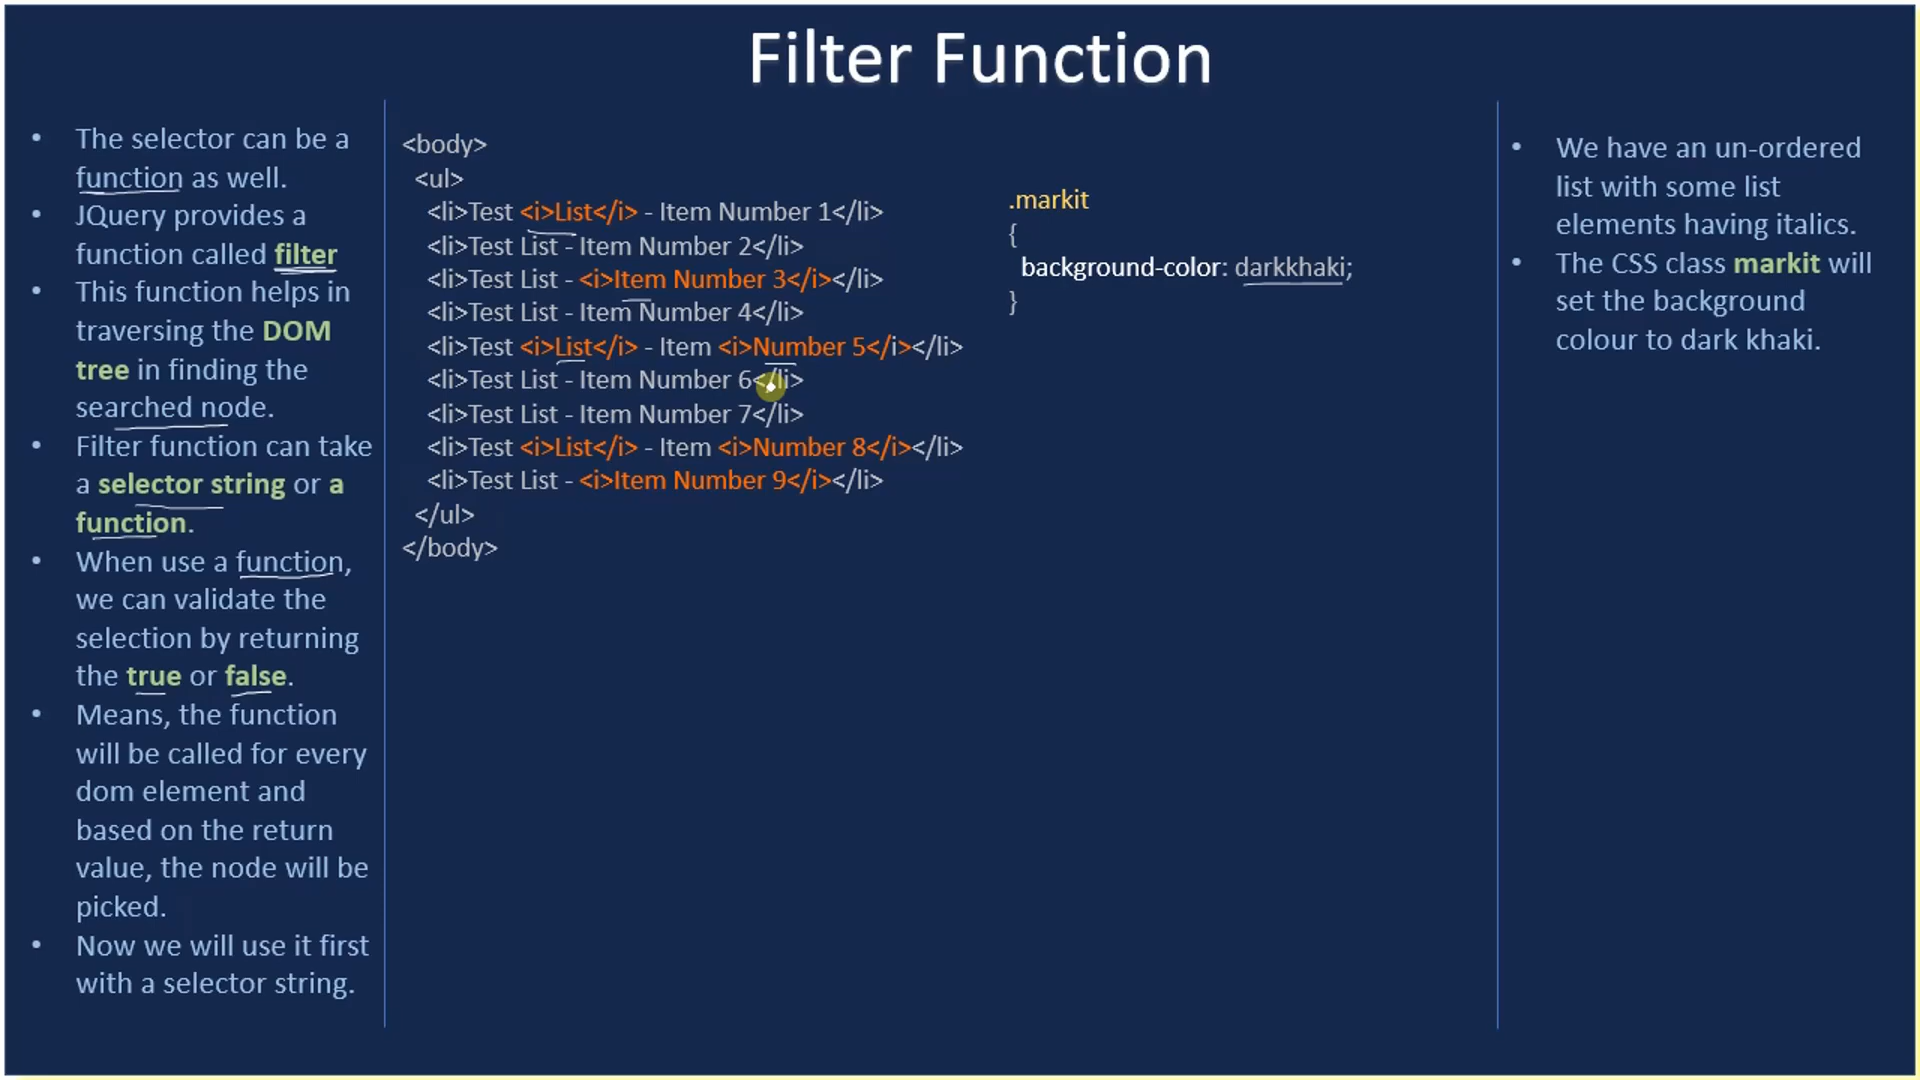 Filter Function
• The selector can be a
function as well.
• JQuery provides a
function called filter
• This function helps in
traversing the DOM
tree in finding the
searched node.
• Filter function can take
a selector string or a
function.
• When use a function,
we can validate the
selection by returning
the true or false.
• Means, the function
will be called for every
dom element and
based on the return
value, the node will be
picked.
• Now we will use it first
with a selector string.
<body>
<ul>
<li>Test <i>List</i> - Item Number 1</li>
<li>Test List - Item Number 2</li>
<li>Test List - <i>Item Number 3</i></li>
<li>Test List - Item Number 4</li>
<li>Test <i>List</i> - Item <i>Number 5</i></li>
<li>Test List - Item Number 6</li>
<li>Test List - Item Number 7</li>
<li>Test <i>List</i> - Item <i>Number 8</i></li>
<li>Test List - <i>Item Number 9</i></li>
</ul>
</body>
.markit
{
background-color: darkkhaki;
}
• We have an un-ordered
list with some list
elements having italics.
• The CSS class markit will
set the background
colour to dark khaki.